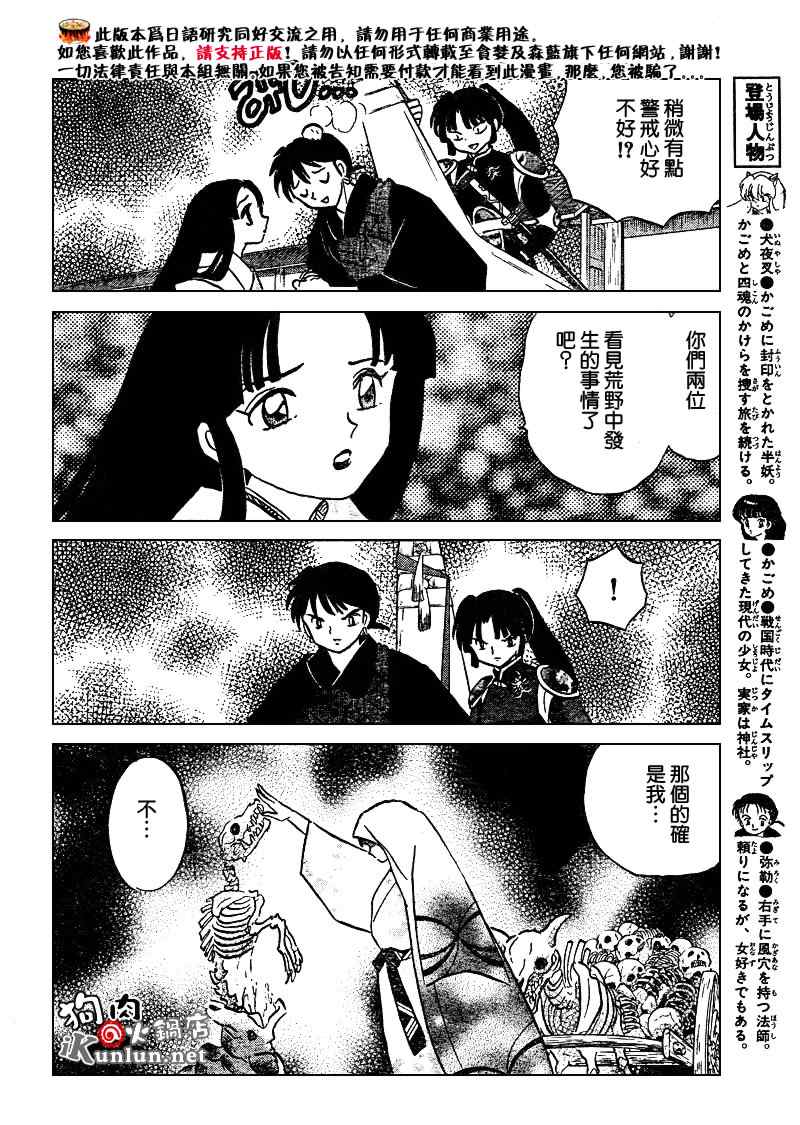 此版本爲日語研究同好交流之用，請勿用于任何商業用途。
如您喜歡此作品，請支持正版！請勿以任何形式轉載至貪婪及森藍旗下任何網站，謝謝！
一切法律責任與本組無關，如果您被告知需要付款才能看到此漫畫，那麼，您被騙了...
稍微有點
警戒心好
不好!?
你們兩位
看見荒野中發
生的事情了
吧？
！
那個的確
是我…
不…
肉
狗
火鍋店
iKunlun.net
とうじょうじんぶつ
登場人物
●犬夜叉●かごめに封印をとかれた半妖。
かごめと四魂のかけらを捜す旅を続ける。
●かごめ●戦国時代にタイムスリップ
してきた現代の少女。実家は神社。
●弥勒●右手に風穴を持つ法師。
頼りになるが、女好きでもある。